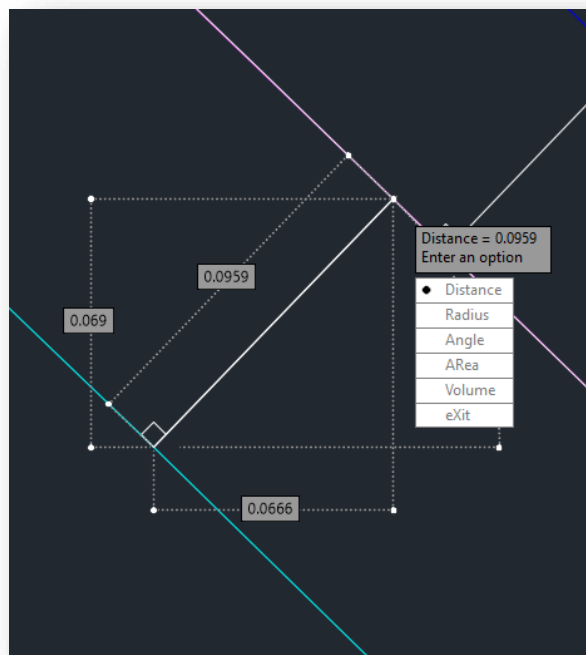 Distance = 0.0959
Enter an option
0.0959
Distance
Radius
0.069
Angle
ARea
Volume
eXit
0.0666